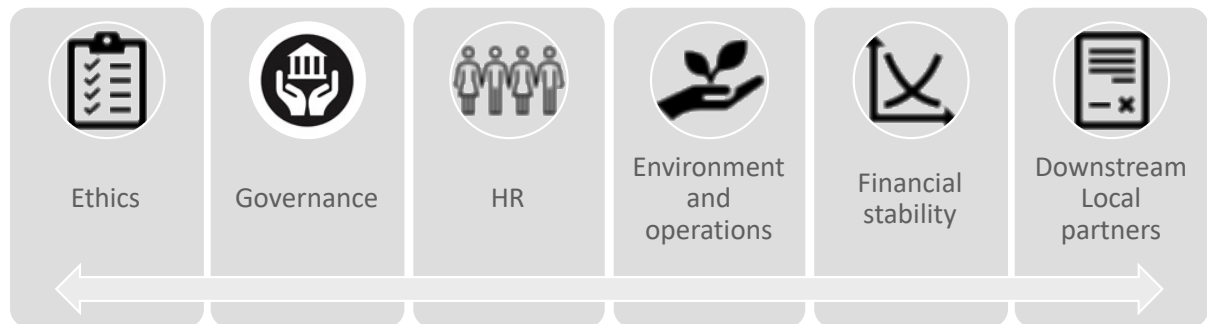 Ethics
Governance
HR
Environment
and
operations
Financial
stability
Downstream
Local
partners